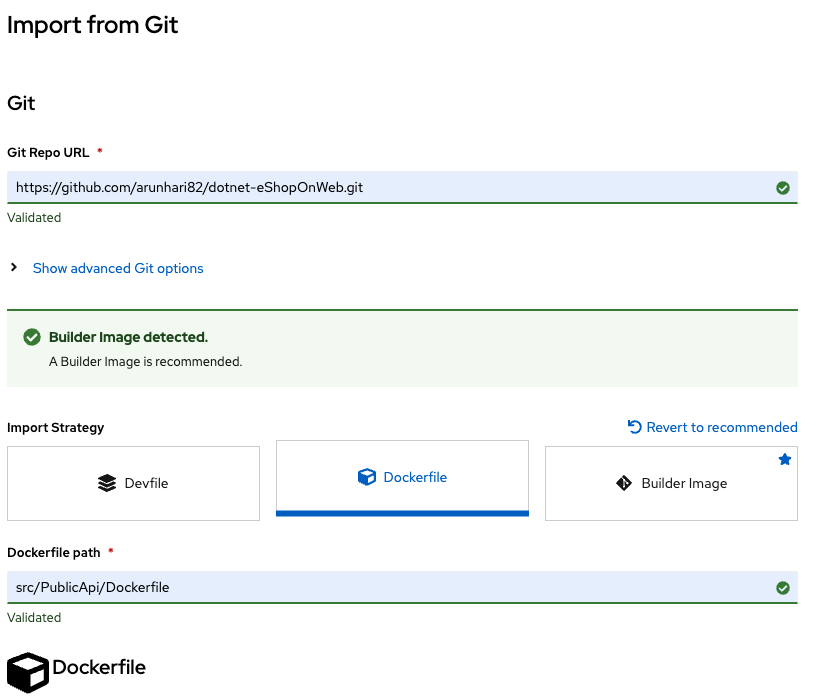 Import from Git
Git
Git Repo URL *
https://github.com/arunhari82/dotnet-eShopOnWeb.git
Validated
Show advanced Git options
Builder Image detected.
A Builder Image is recommended.
Import Strategy
Revert to recommended
Devfile
Dockerfile
Builder Image
Dockerfile path *
src/PublicApi/Dockerfile
Validated
Dockerfile